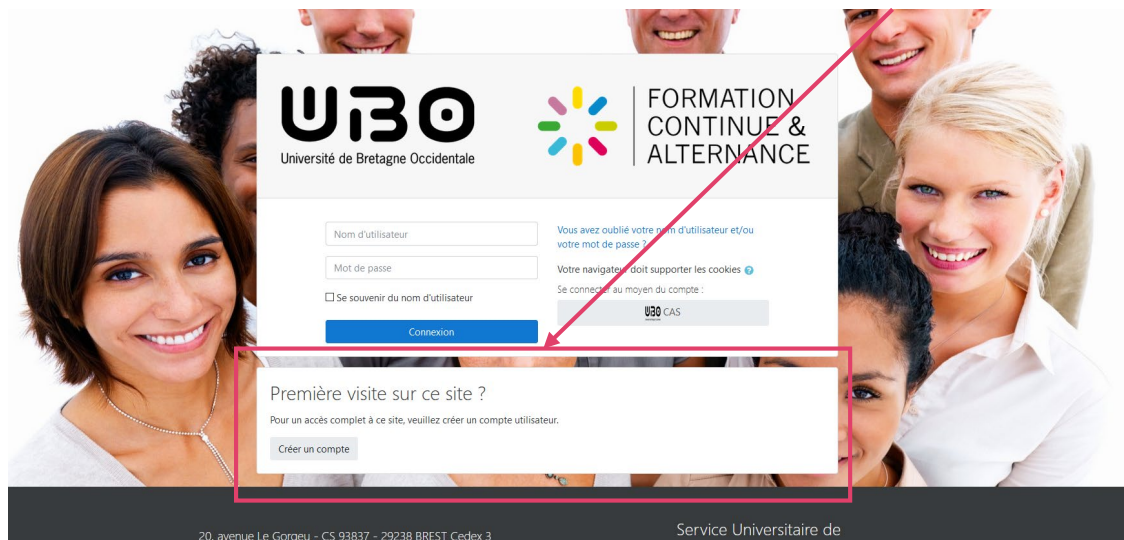 UBO
Université de Bretagne Occidentale
FORMATION
CONTINUE &
ALTERNANCE
Nom d'utilisateur
Mot de passe
Se souvenir du nom d'utilisateur
Connexion
Vous avez oublié votre nom d'utilisateur et/ou
votre mot de passe ?
Votre navigateur doit supporter les cookies
Se connecter au moyen du compte :
UBO CAS
Première visite sur ce site ?
Pour un accès complet à ce site, veuillez créer un compte utilisateur.
Créer un compte
20, avenue Le Gorgeu - CS 93837 - 29238 BREST Cedex 3
Service Universitaire de